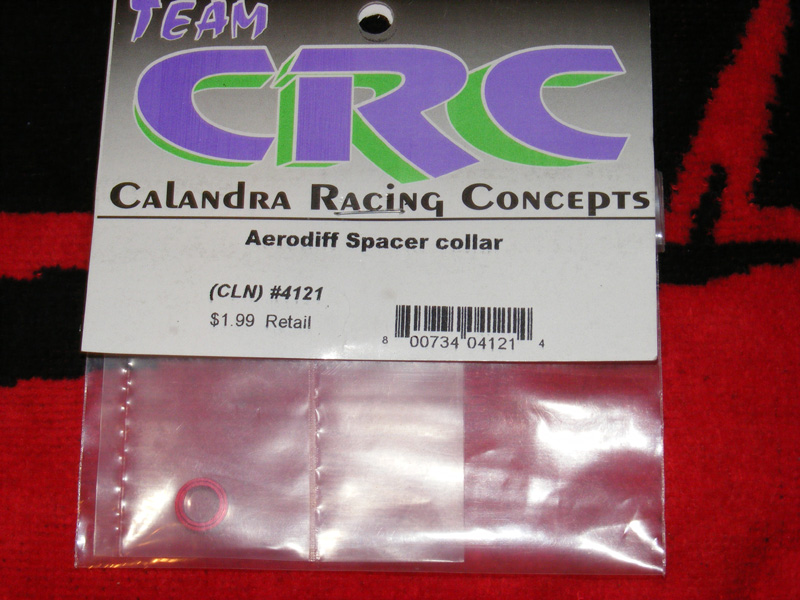 TEAM
CRC
Calandra Racing Concepts
Aerodiff Spacer collar
(CLN) #4121
$1.99 Retail
8 00734 04121 4